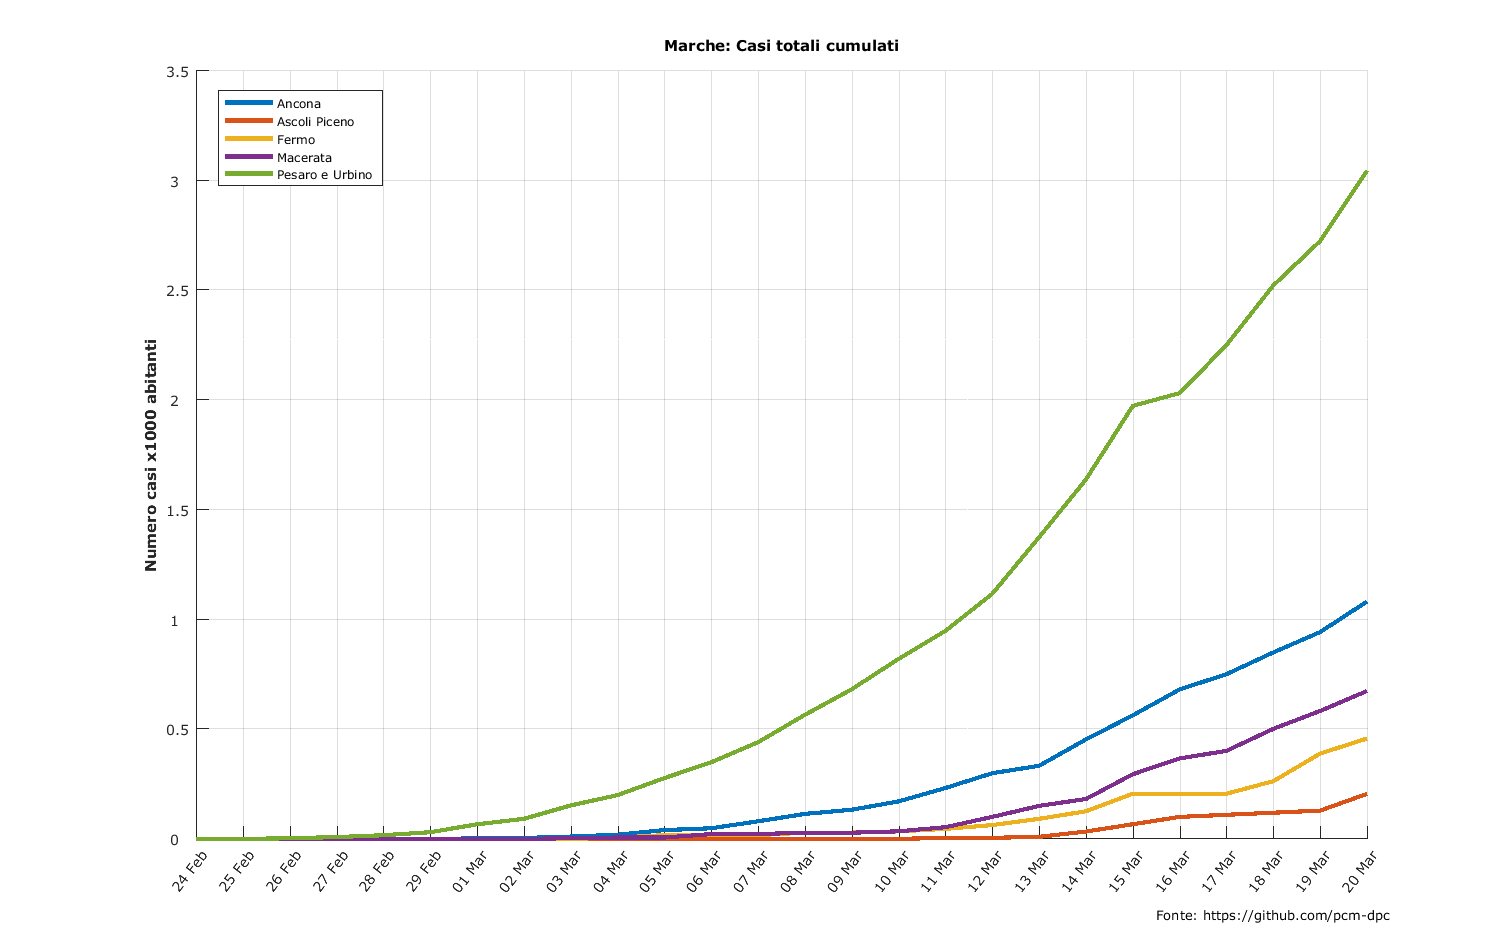 Marche: Casi totali cumulati
3.5
3
2.5
2
1.5
1
0.5
0
Numero casi x1000 abitanti
Ancona
Ascoli Piceno
Fermo
Macerata
Pesaro e Urbino
24 Feb
25 Feb
26 Feb
27 Feb
28 Feb
29 Feb
01 Mar
02 Mar
03 Mar
04 Mar
05 Mar
06 Mar
07 Mar
08 Mar
09 Mar
10 Mar
11 Mar
12 Mar
13 Mar
14 Mar
15 Mar
16 Mar
17 Mar
18 Mar
19 Mar
20 Mar
Fonte: https://github.com/pcm-dpc